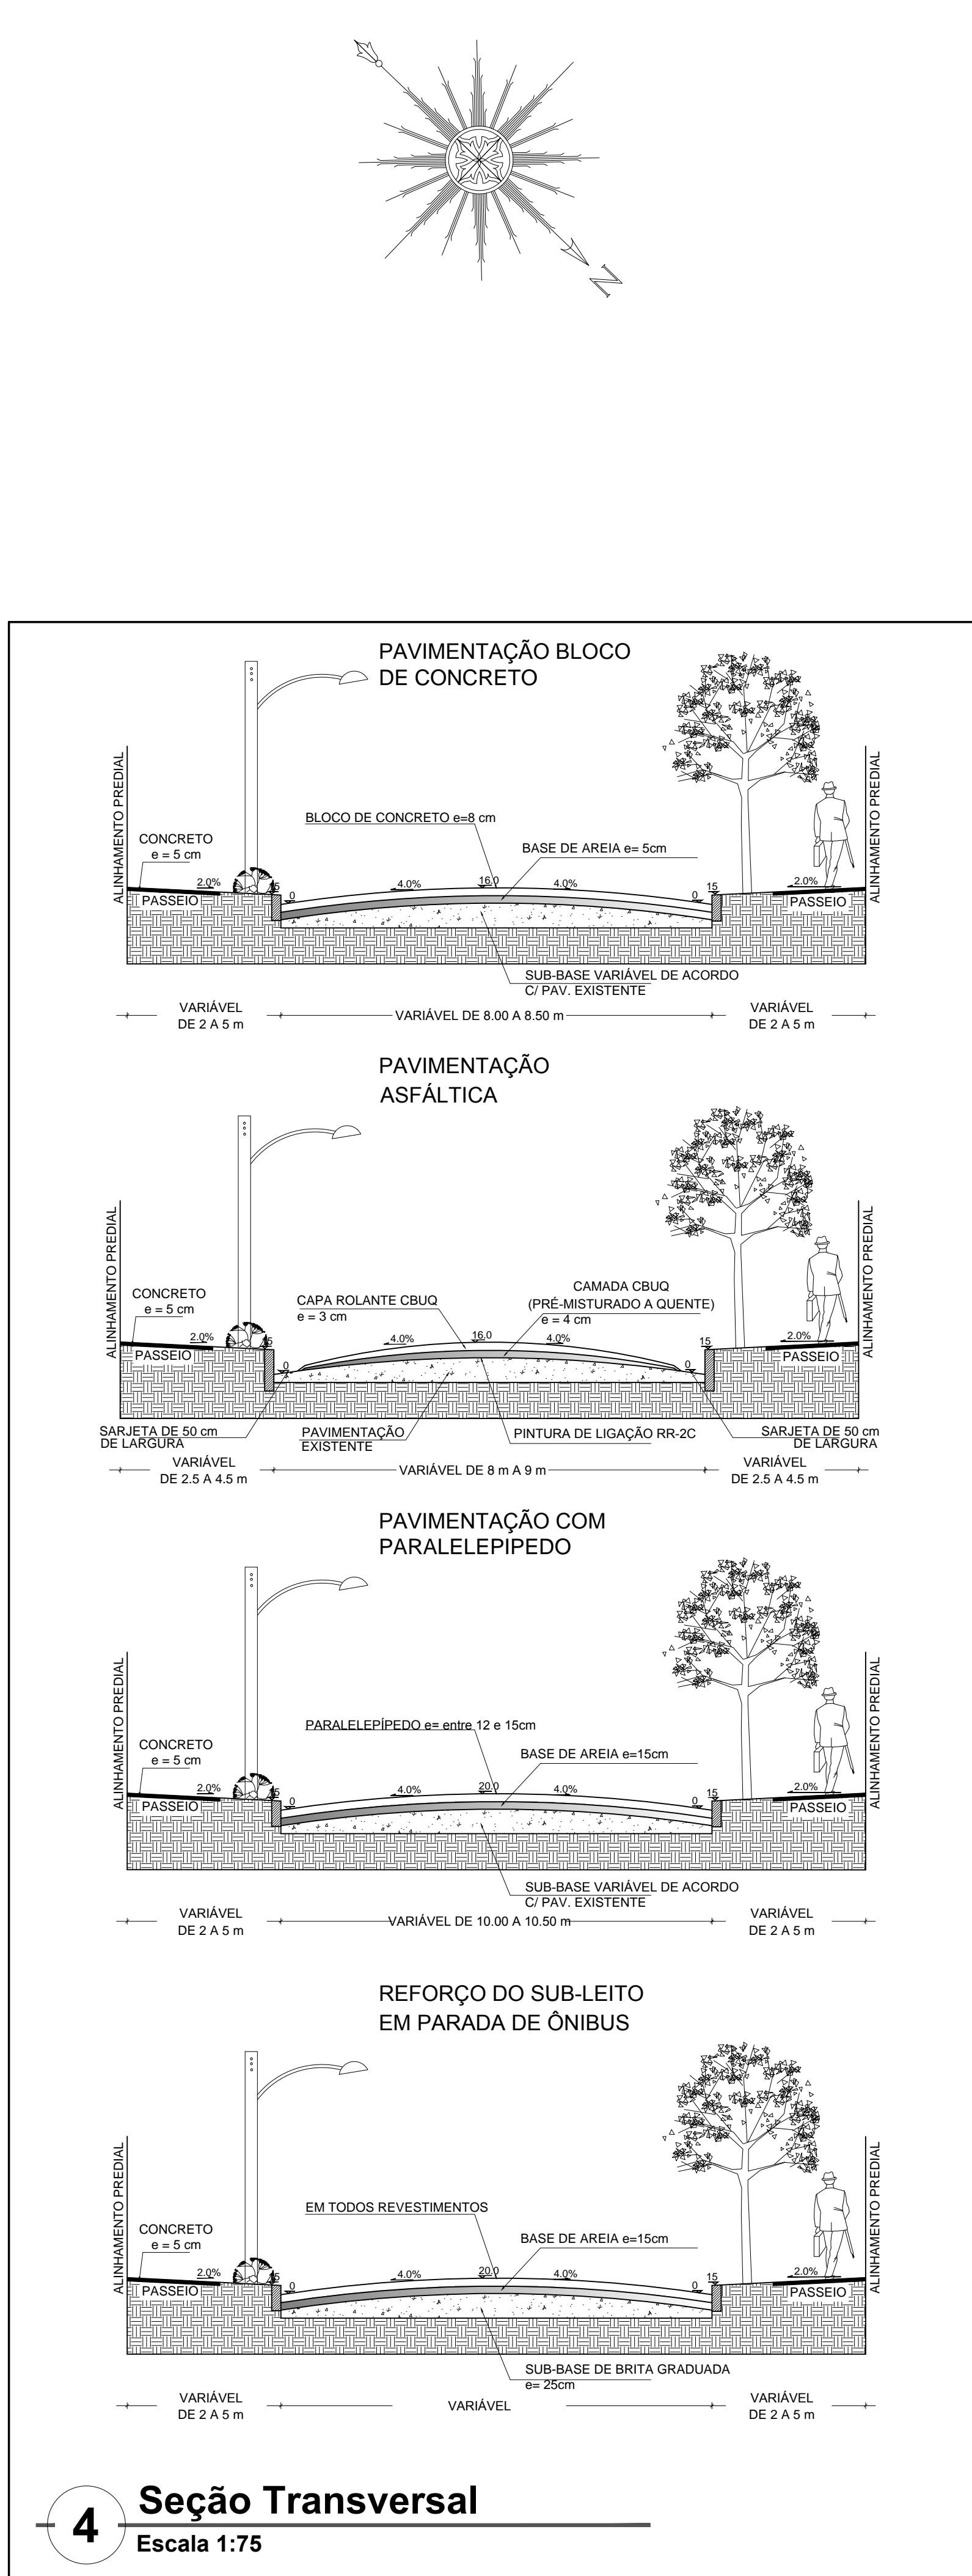 N
PAVIMENTAÇÃO BLOCO
DE CONCRETO
ALINHAMENTO PREDIAL
ALINHAMENTO PREDIAL
BLOCO DE CONCRETO e=8 cm
CONCRETO
e = 5 cm
BASE DE AREIA e= 5cm
2.0%
15
0
4.0%
16.0
4.0%
0
15
2.0%
PASSEIO
PASSEIO
SUB-BASE VARIÁVEL DE ACORDO
C/ PAV. EXISTENTE
VARIÁVEL
DE 2 A 5 m
VARIÁVEL DE 8.00 A 8.50 m
VARIÁVEL
DE 2 A 5 m
PAVIMENTAÇÃO
ASFÁLTICA
ALINHAMENTO PREDIAL
ALINHAMENTO PREDIAL
CONCRETO
e = 5 cm
CAPA ROLANTE CBUQ
e = 3 cm
CAMADA CBUQ
(PRÉ-MISTURADO A QUENTE)
e = 4 cm
2.0%
15
0
4.0%
16.0
4.0%
0
15
2.0%
PASSEIO
PASSEIO
SARJETA DE 50 cm
DE LARGURA
PAVIMENTAÇÃO
EXISTENTE
PINTURA DE LIGAÇÃO RR-2C
SARJETA DE 50 cm
DE LARGURA
VARIÁVEL
DE 2.5 A 4.5 m
VARIÁVEL DE 8 m A 9 m
VARIÁVEL
DE 2.5 A 4.5 m
PAVIMENTAÇÃO COM
PARALELEPIPEDO
ALINHAMENTO PREDIAL
ALINHAMENTO PREDIAL
PARALELEPÍPEDO e= entre 12 e 15cm
CONCRETO
e = 5 cm
BASE DE AREIA e=15cm
2.0%
15
0
4.0%
20.0
4.0%
0
15
2.0%
PASSEIO
PASSEIO
SUB-BASE VARIÁVEL DE ACORDO
C/ PAV. EXISTENTE
VARIÁVEL
DE 2 A 5 m
VARIÁVEL DE 10.00 A 10.50 m
VARIÁVEL
DE 2 A 5 m
REFORÇO DO SUB-LEITO
EM PARADA DE ÔNIBUS
ALINHAMENTO PREDIAL
ALINHAMENTO PREDIAL
EM TODOS REVESTIMENTOS
CONCRETO
e = 5 cm
BASE DE AREIA e=15cm
2.0%
15
0
4.0%
20.0
4.0%
0
15
2.0%
PASSEIO
PASSEIO
SUB-BASE DE BRITA GRADUADA
e= 25cm
VARIÁVEL
DE 2 A 5 m
VARIÁVEL
VARIÁVEL
DE 2 A 5 m
4
Seção Transversal
Escala 1:75